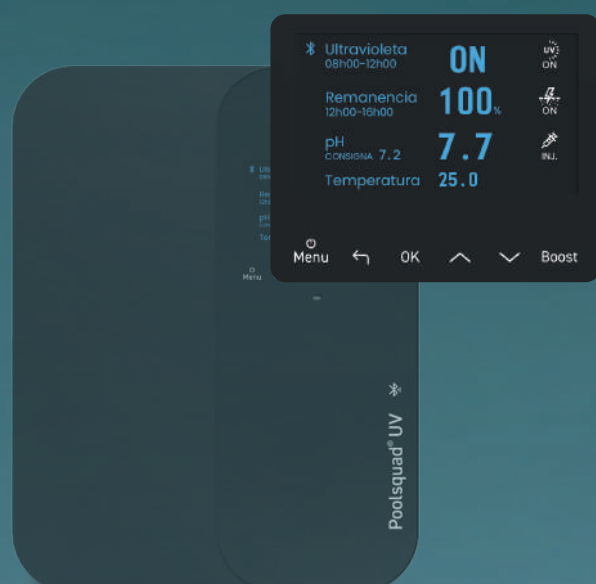 Ultravioleta
08h00-12h00
ON
UV
ON
Remanencia
12h00-16h00
100%
ON
pH
CONSIGNA 7.2
7.7
INJ.
Temperatura
25.0
Menu
OK
Boost
Menu
Poolsquad® UV